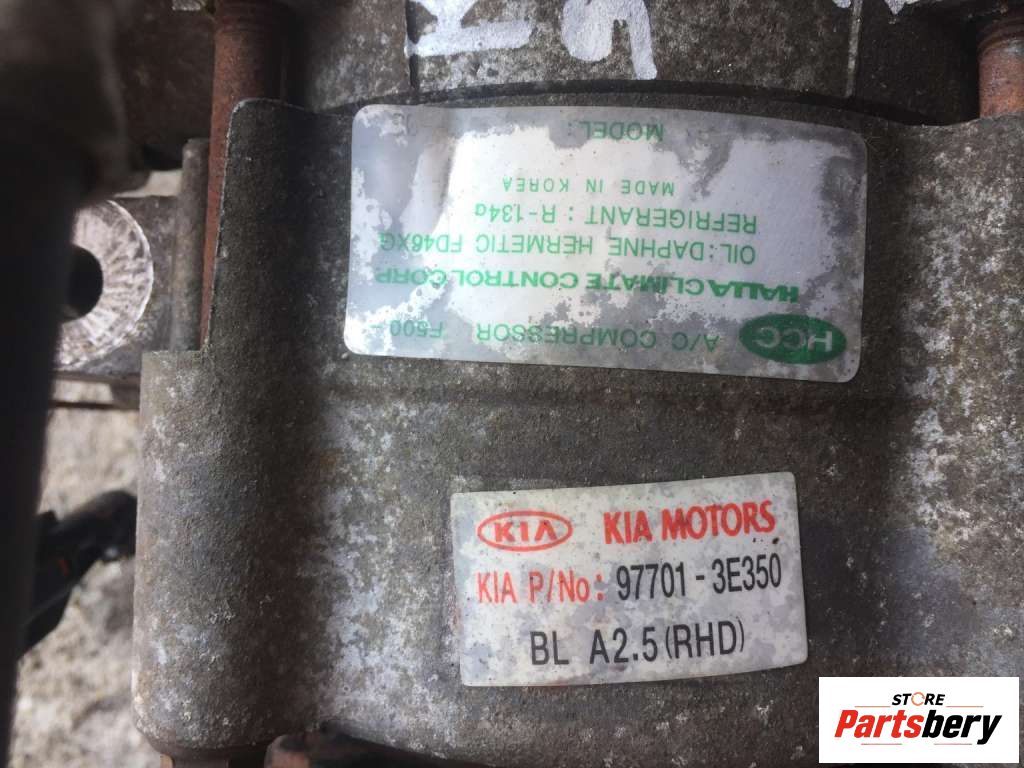 HCC A/C COMPRESSOR F500 -
HALLA CLIMATE CONTROL CORP
OIL: DAPHNE HERMETIC FD46XG
REFRIGERANT : R-134a
MADE IN KOREA
MODEL:
KIA KIA MOTORS
KIA P/No: 97701-3E350
BL A2.5(RHD)
STORE
Partsbery